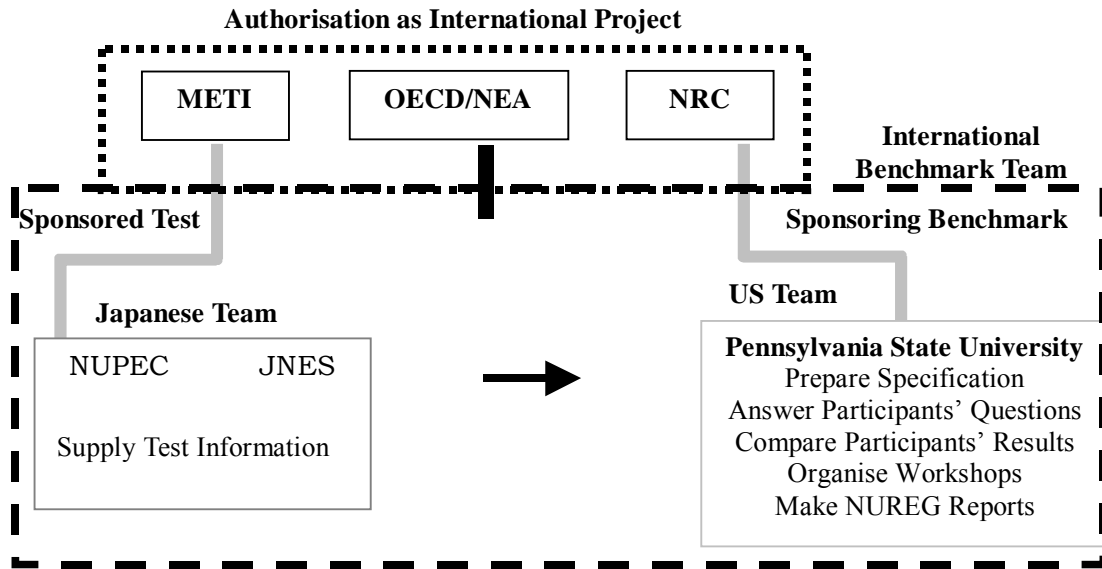 Authorisation as International Project
METI
OECD/NEA
NRC
International
Benchmark Team
Sponsored Test
Sponsoring Benchmark
Japanese Team
US Team
NUPEC JNES
Supply Test Information
Pennsylvania State University
Prepare Specification
Answer Participants’ Questions
Compare Participants’ Results
Organise Workshops
Make NUREG Reports